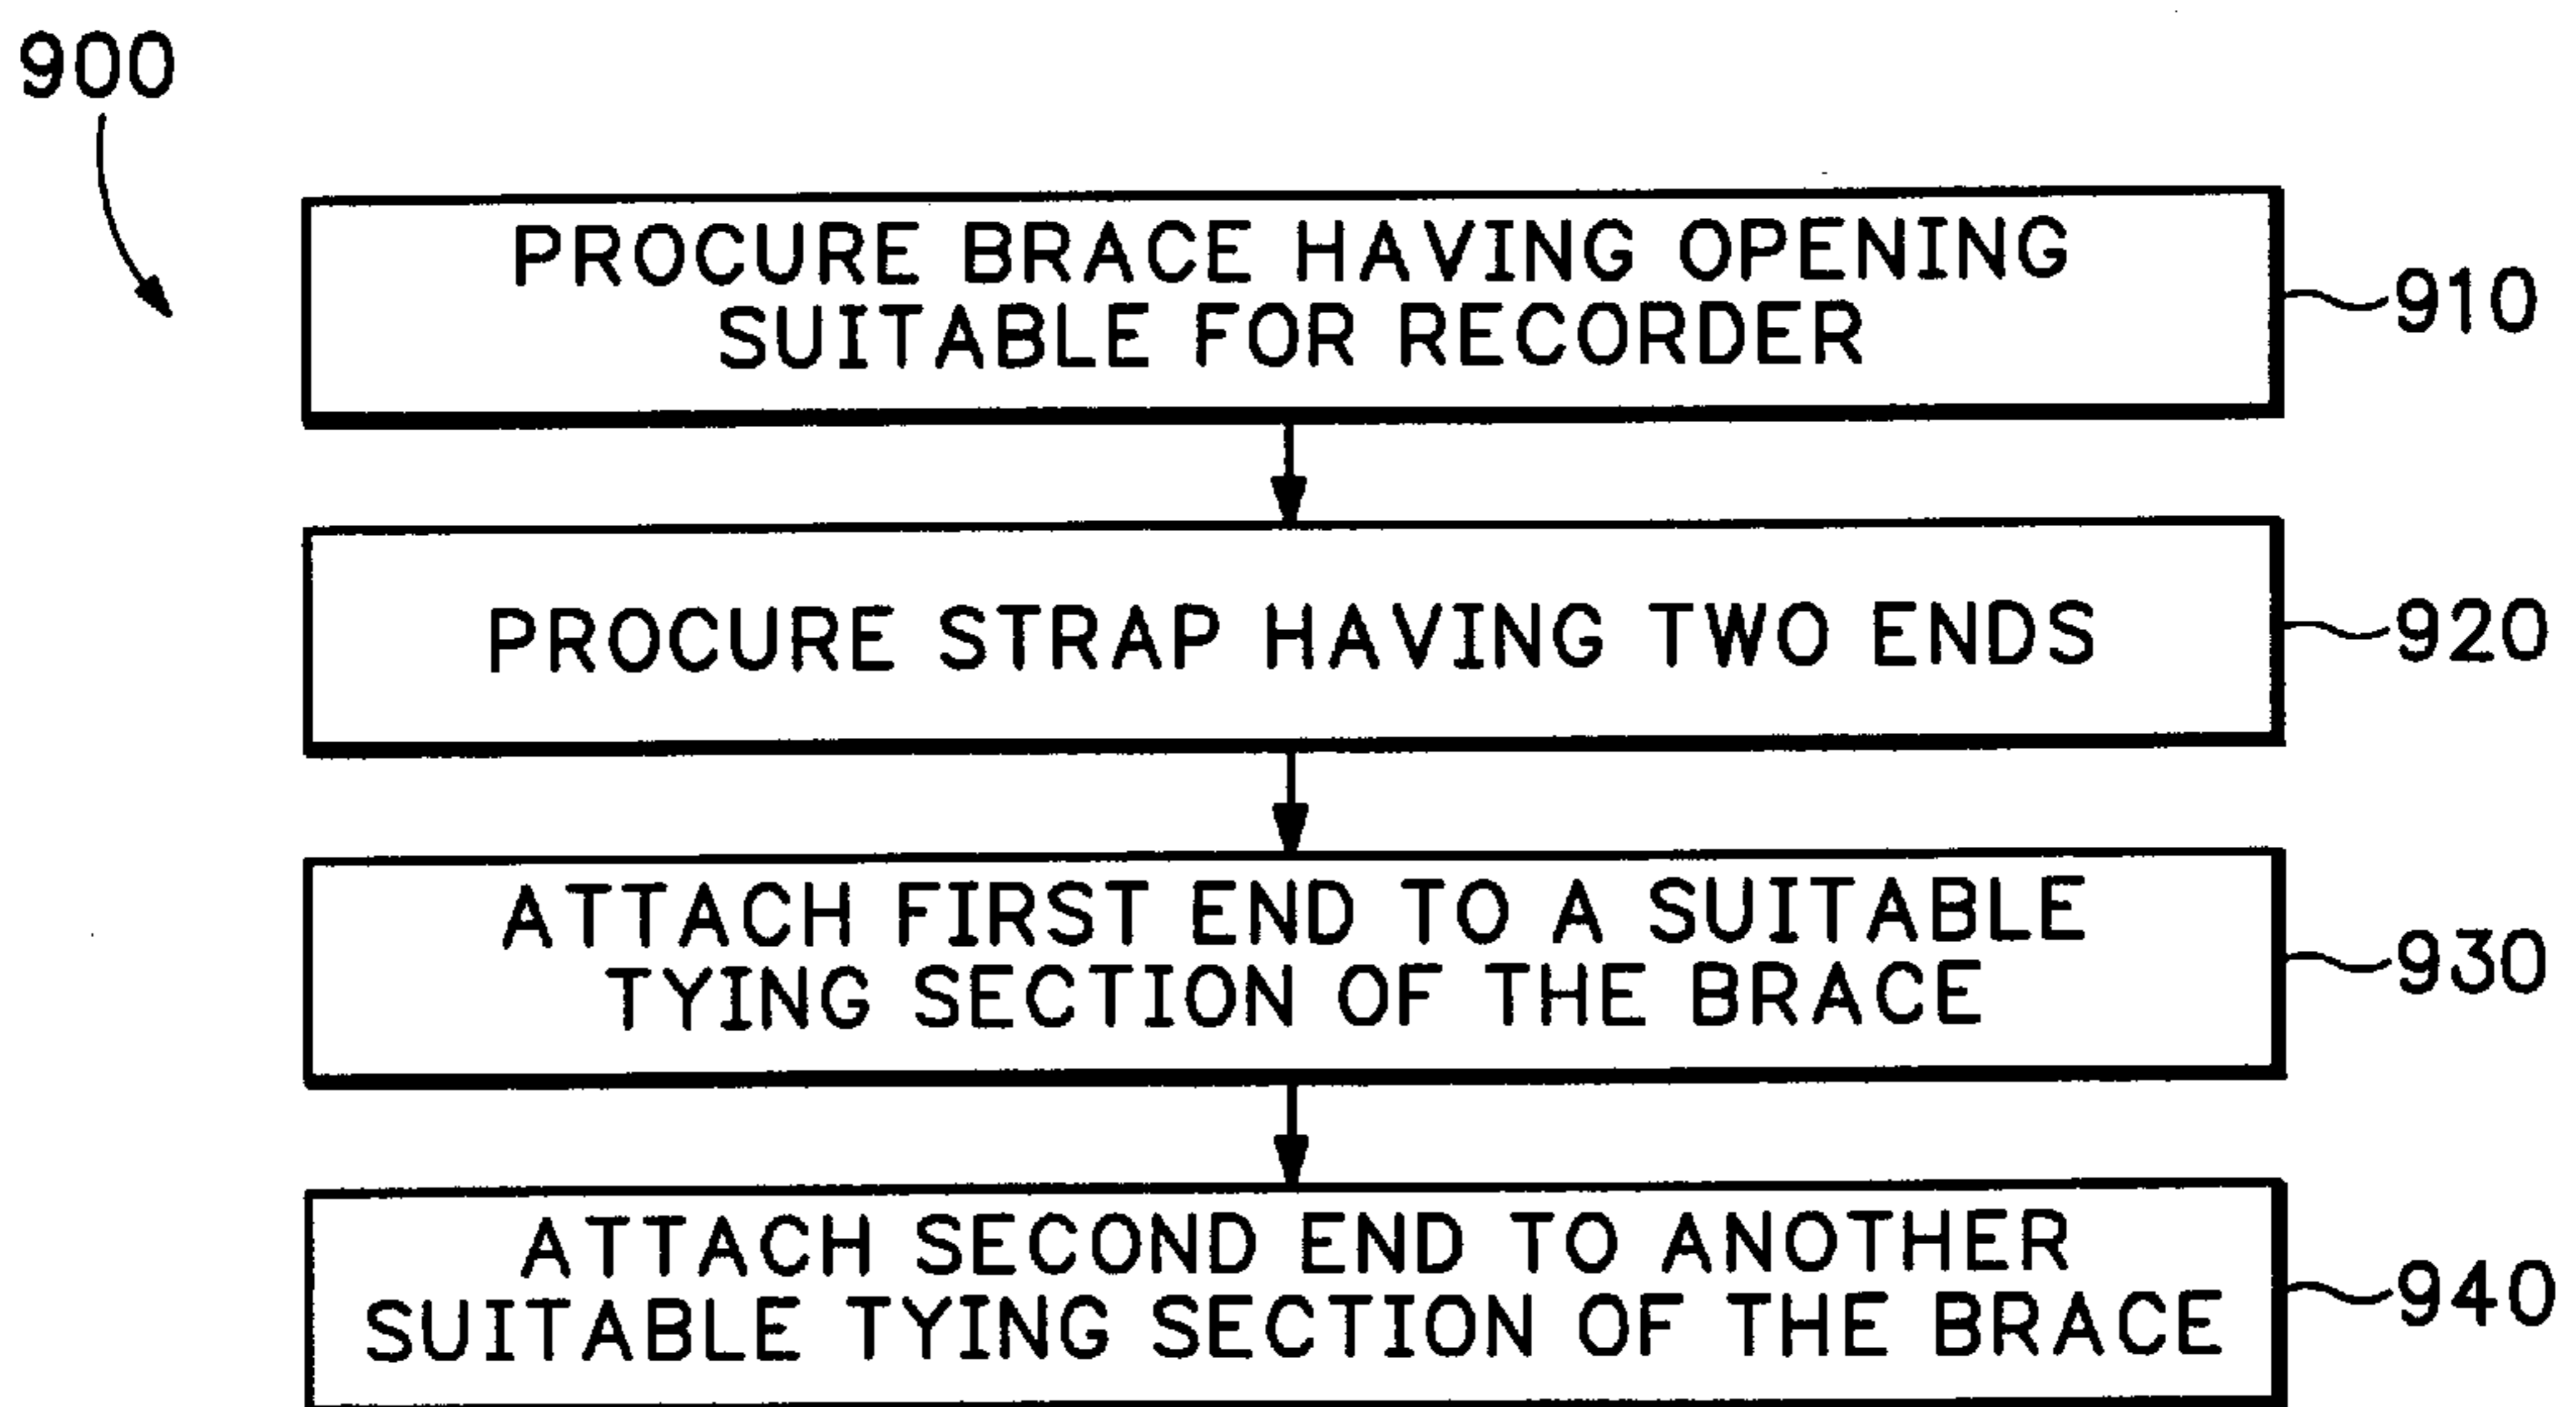 900
PROCURE BRACE HAVING OPENING
SUITABLE FOR RECORDER
910
PROCURE STRAP HAVING TWO ENDS
920
ATTACH FIRST END TO A SUITABLE
TYING SECTION OF THE BRACE
930
ATTACH SECOND END TO ANOTHER
SUITABLE TYING SECTION OF THE BRACE
940